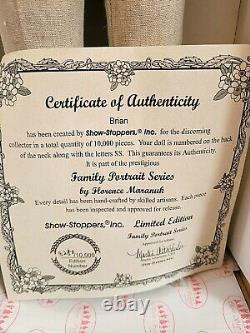 Certificate of Authenticity
Brian
has been created by Show-Stoppers,® Inc. for the discerning
collector in a total quantity of 10,000 pieces. Your doll is numbered on the back
of the neck along with the letters SS. This guarantees its Authenticity.
It is part of the prestigious
Family Portrait Series
by Florence Maranuk
Every detail has been hand-crafted by skilled artisans. Each piece
has been inspected and approved for release.
Show-Stoppers,® Inc. Limited Edition
Family Portrait Series
10,000
Edition
Number